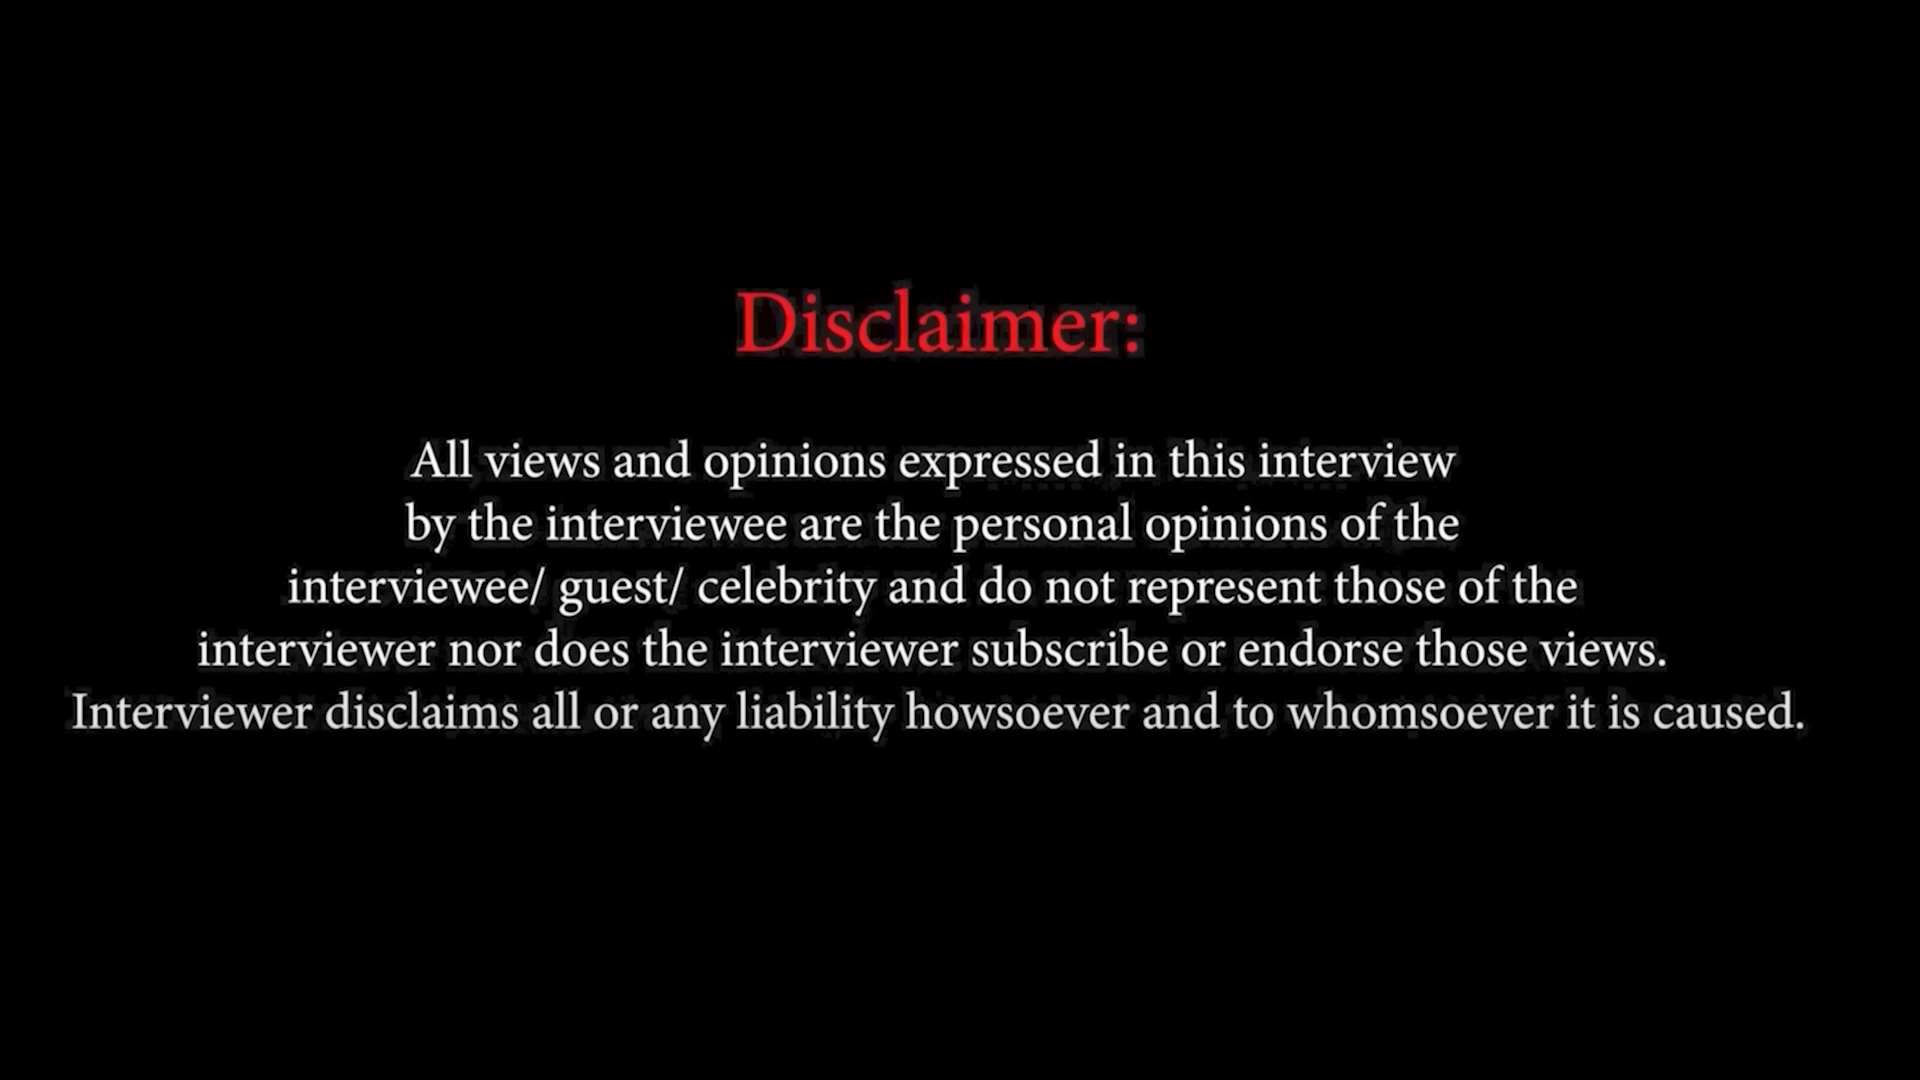 Disclaimer:
All views and opinions expressed in this interview
by the interviewee are the personal opinions of the
interviewee/ guest/ celebrity and do not represent those of the
interviewer nor does the interviewer subscribe or endorse those views.
Interviewer disclaims all or any liability howsoever and to whomsoever it is caused.